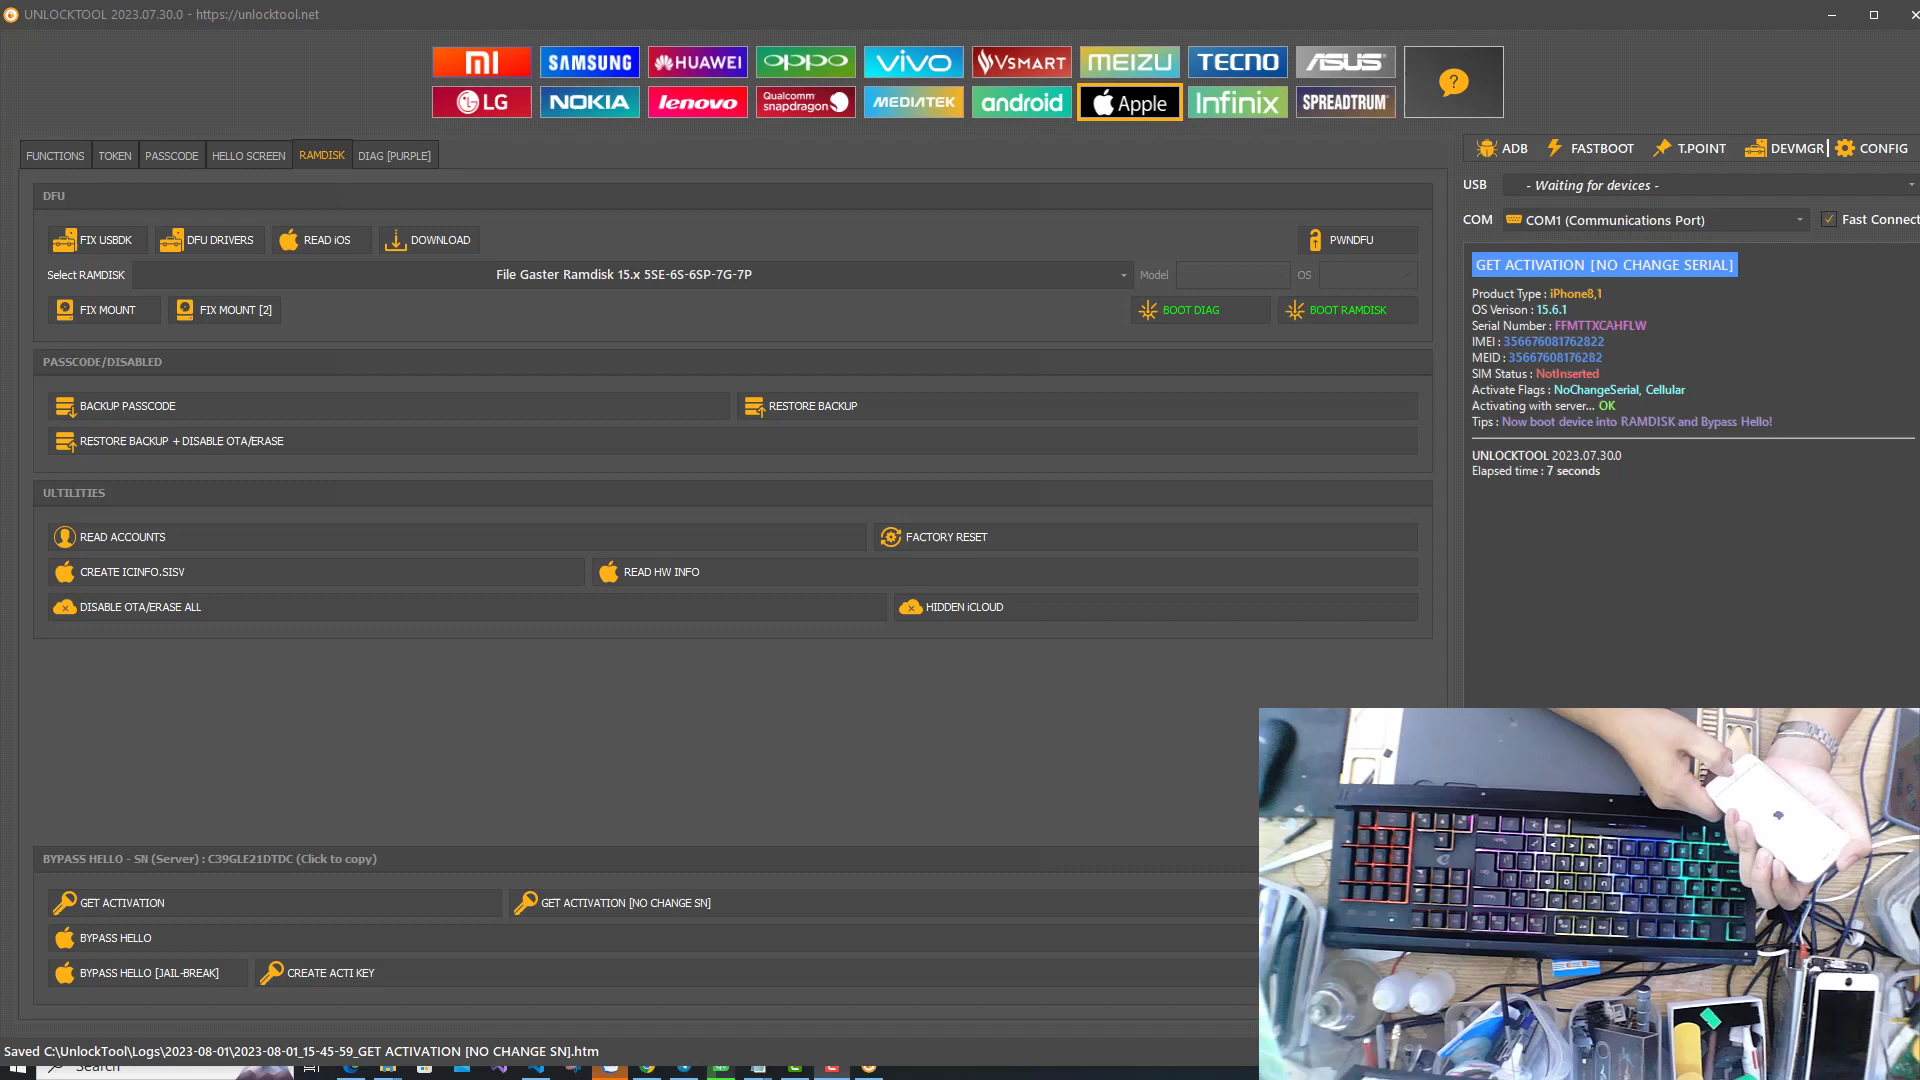 UNLOCKTOOL 2023.07.30.0 - https://unlocktool.net
MI SAMSUNG HUAWEI OPPO VIVO VSMART MEIZU TECNO ASUS ?
LG NOKIA lenovo Qualcomm snapdragon MEDIATEK android Apple Infinix SPREADTRUM
FUNCTIONS TOKEN PASSCODE HELLO SCREEN RAMDISK DIAG [PURPLE]
DFU
FIX USBDK DFU DRIVERS READ iOS DOWNLOAD PWNDFU
Select RAMDISK File Gaster Ramdisk 15.x 5SE-6S-6SP-7G-7P Model OS
FIX MOUNT FIX MOUNT [2] BOOT DIAG BOOT RAMDISK
PASSCODE/DISABLED
BACKUP PASSCODE RESTORE BACKUP
RESTORE BACKUP + DISABLE OTA/ERASE
ULTILITIES
READ ACCOUNTS FACTORY RESET
CREATE ICINFO.SISV READ HW INFO
DISABLE OTA/ERASE ALL HIDDEN iCLOUD
BYPASS HELLO - SN (Server) : C39GLE21DTDC (Click to copy)
GET ACTIVATION GET ACTIVATION [NO CHANGE SN]
BYPASS HELLO
BYPASS HELLO [JAIL-BREAK] CREATE ACTI KEY
ADB FASTBOOT T.POINT DEVMGR CONFIG
USB - Waiting for devices -
COM COM1 (Communications Port) Fast Connect
GET ACTIVATION [NO CHANGE SERIAL]
Product Type : iPhone8,1
OS Verison : 15.6.1
Serial Number : FFMTTXCAHFLW
IMEI : 356676081762822
MEID : 35667608176282
SIM Status : NotInserted
Activate Flags : NoChangeSerial, Cellular
Activating with server... OK
Tips : Now boot device into RAMDISK and Bypass Hello!
UNLOCKTOOL 2023.07.30.0
Elapsed time : 7 seconds
Saved C:\UnlockTool\Logs\2023-08-01\2023-08-01_15-45-59_GET ACTIVATION [NO CHANGE SN].htm
Search